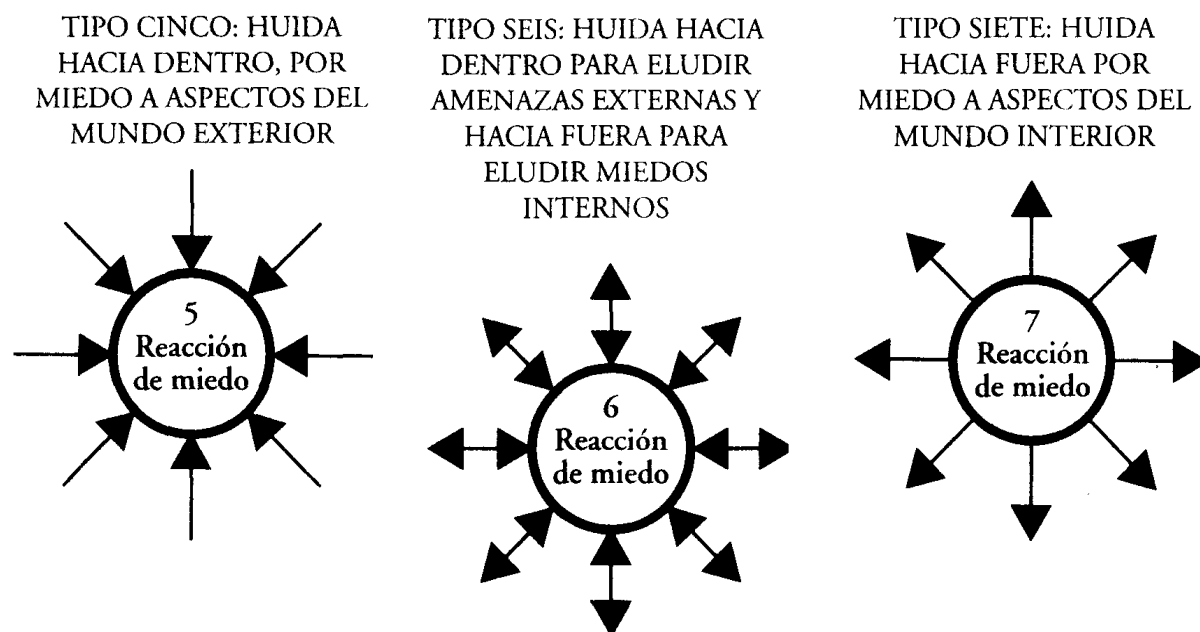 TIPO CINCO: HUIDA
HACIA DENTRO, POR
MIEDO A ASPECTOS DEL
MUNDO EXTERIOR
5
Reacción
de miedo
TIPO SEIS: HUIDA HACIA
DENTRO PARA ELUDIR
AMENAZAS EXTERNAS Y
HACIA FUERA PARA
ELUDIR MIEDOS
INTERNOS
6
Reacción
de miedo
TIPO SIETE: HUIDA
HACIA FUERA POR
MIEDO A ASPECTOS DEL
MUNDO INTERIOR
7
Reacción
de miedo